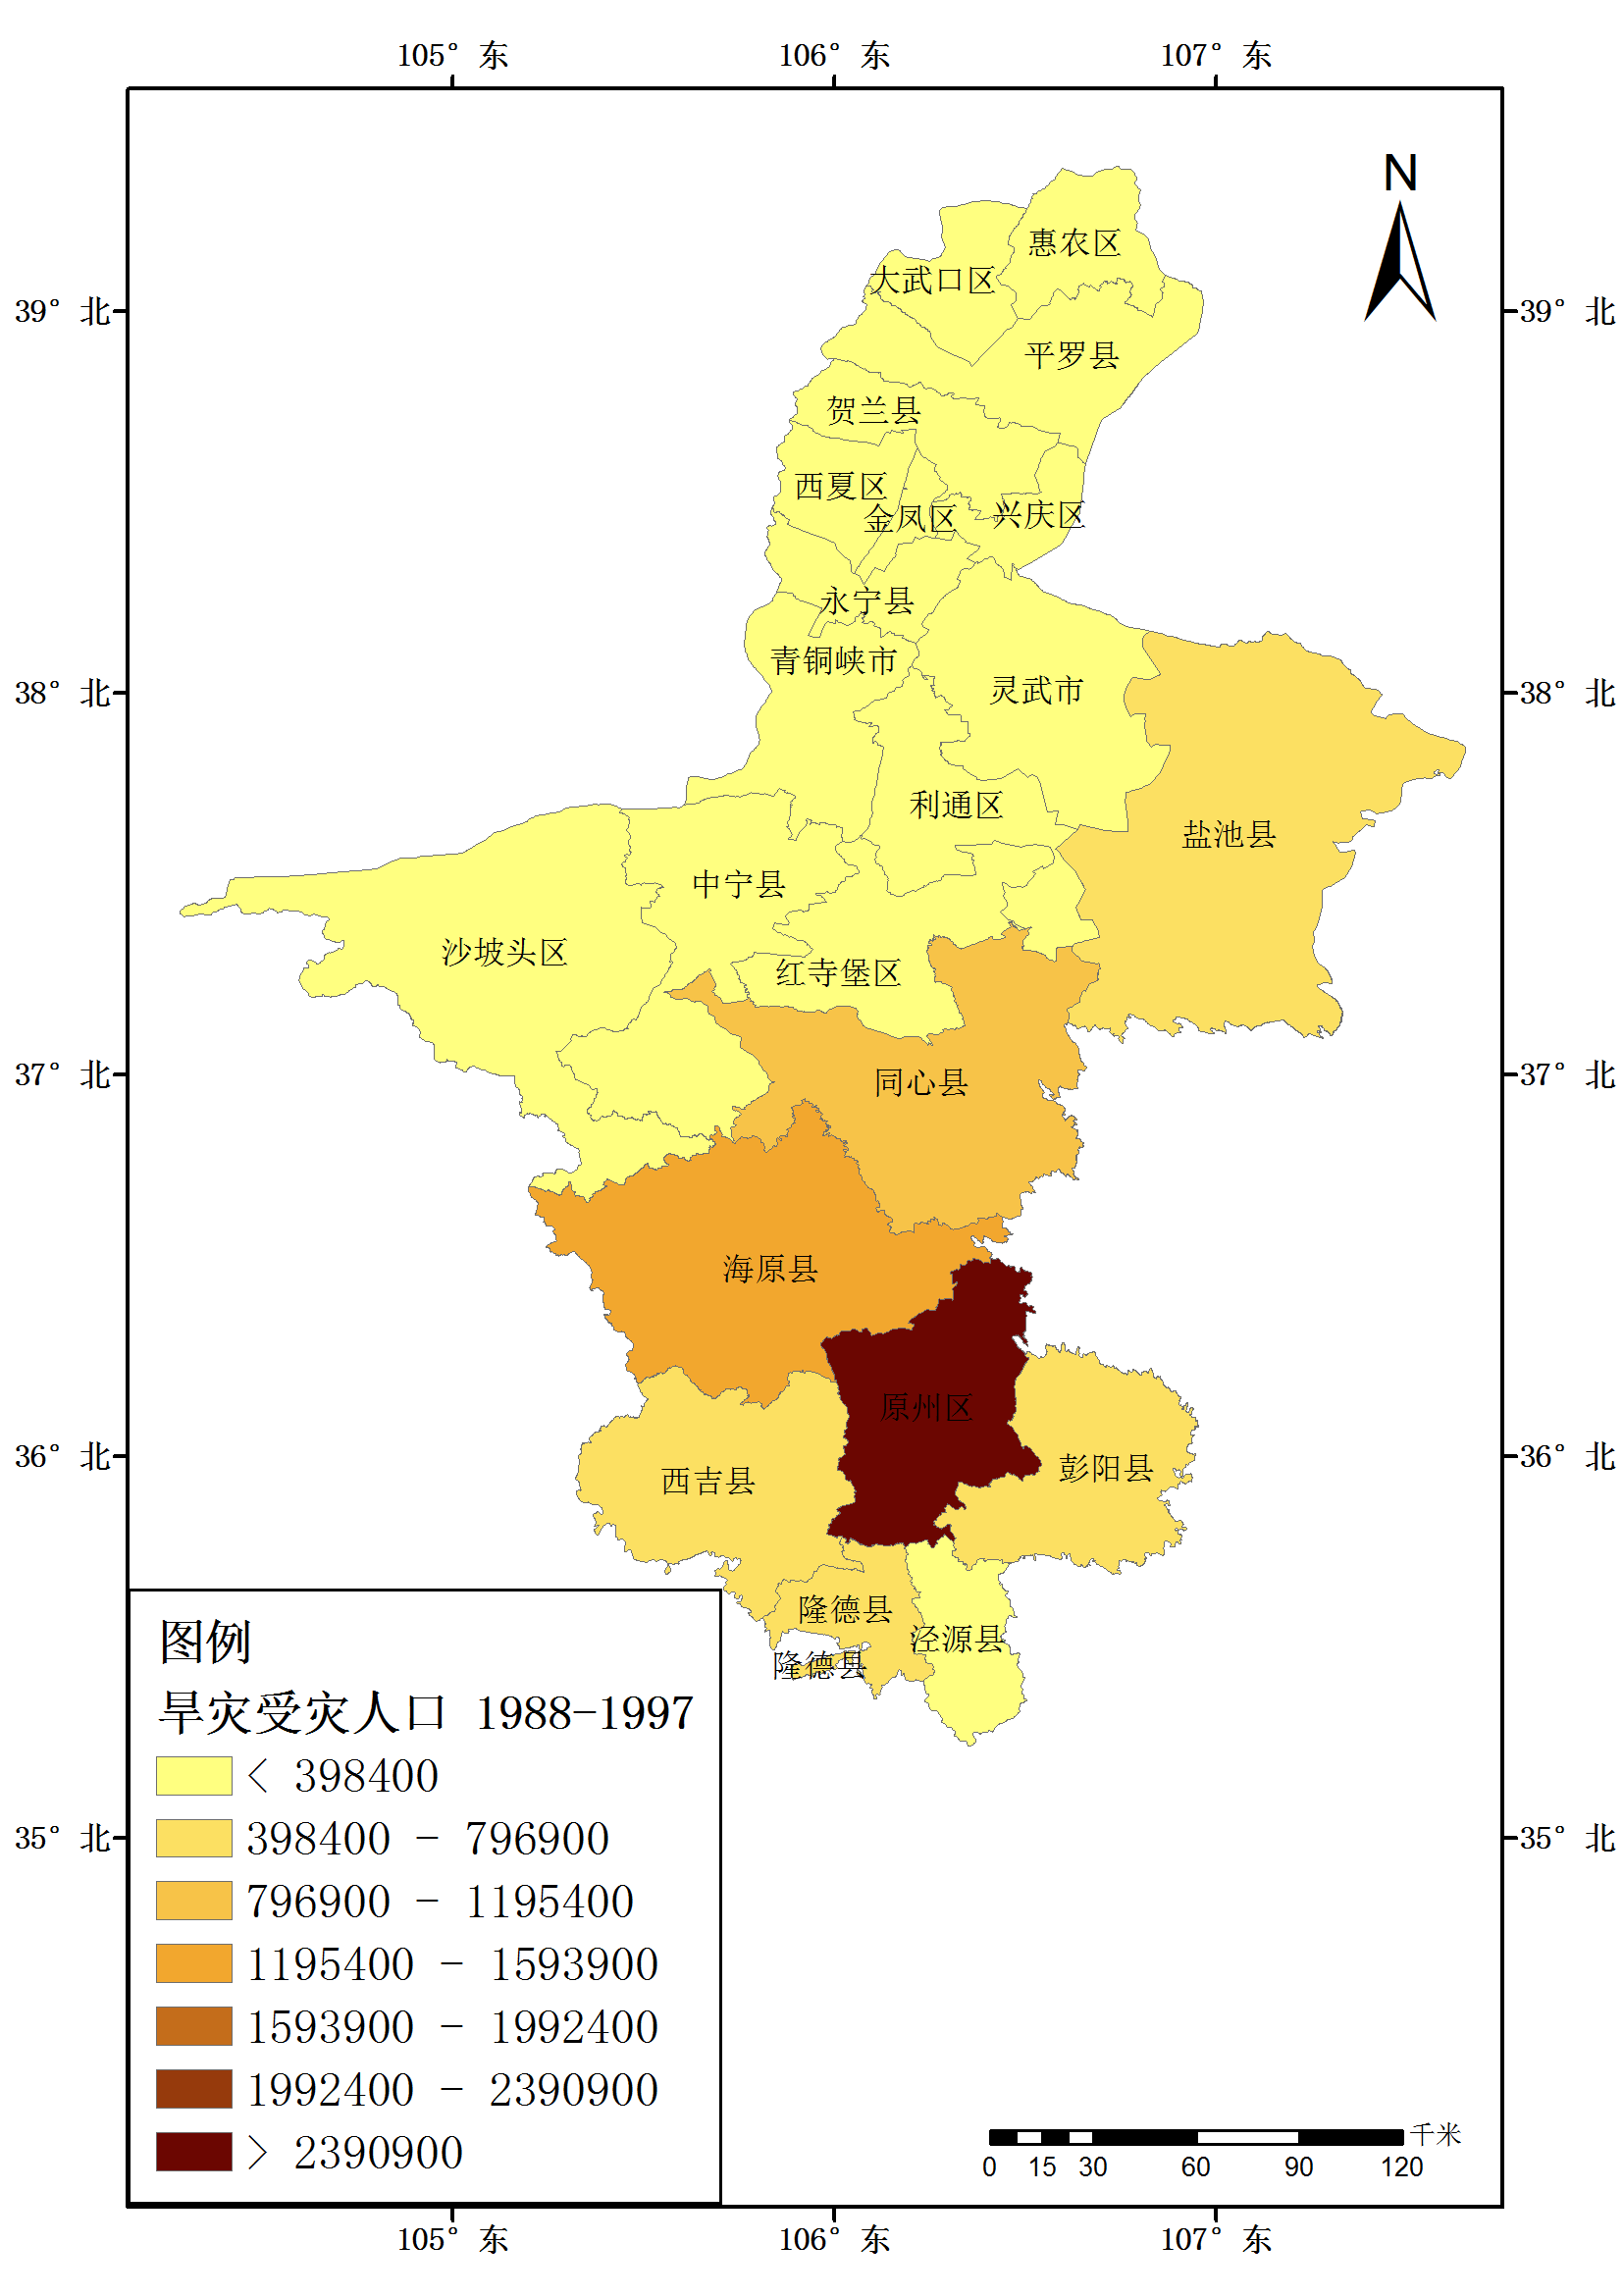 105° 东
106° 东
107° 东
N
39° 北
39° 北
惠农区
大武口区
平罗县
贺兰县
西夏区
金凤区
兴庆区
永宁县
青铜峡市
38° 北
灵武市
38° 北
利通区
盐池县
中宁县
沙坡头区
红寺堡区
37° 北
同心县
37° 北
海原县
原州区
36° 北
西吉县
彭阳县
36° 北
隆德县
泾源县
隆德县
图例
旱灾受灾人口 1988-1997
< 398400
398400 - 796900
35° 北
35° 北
796900 - 1195400
1195400 - 1593900
1593900 - 1992400
1992400 - 2390900
> 2390900
千米
0 15 30 60 90 120
105° 东
106° 东
107° 东